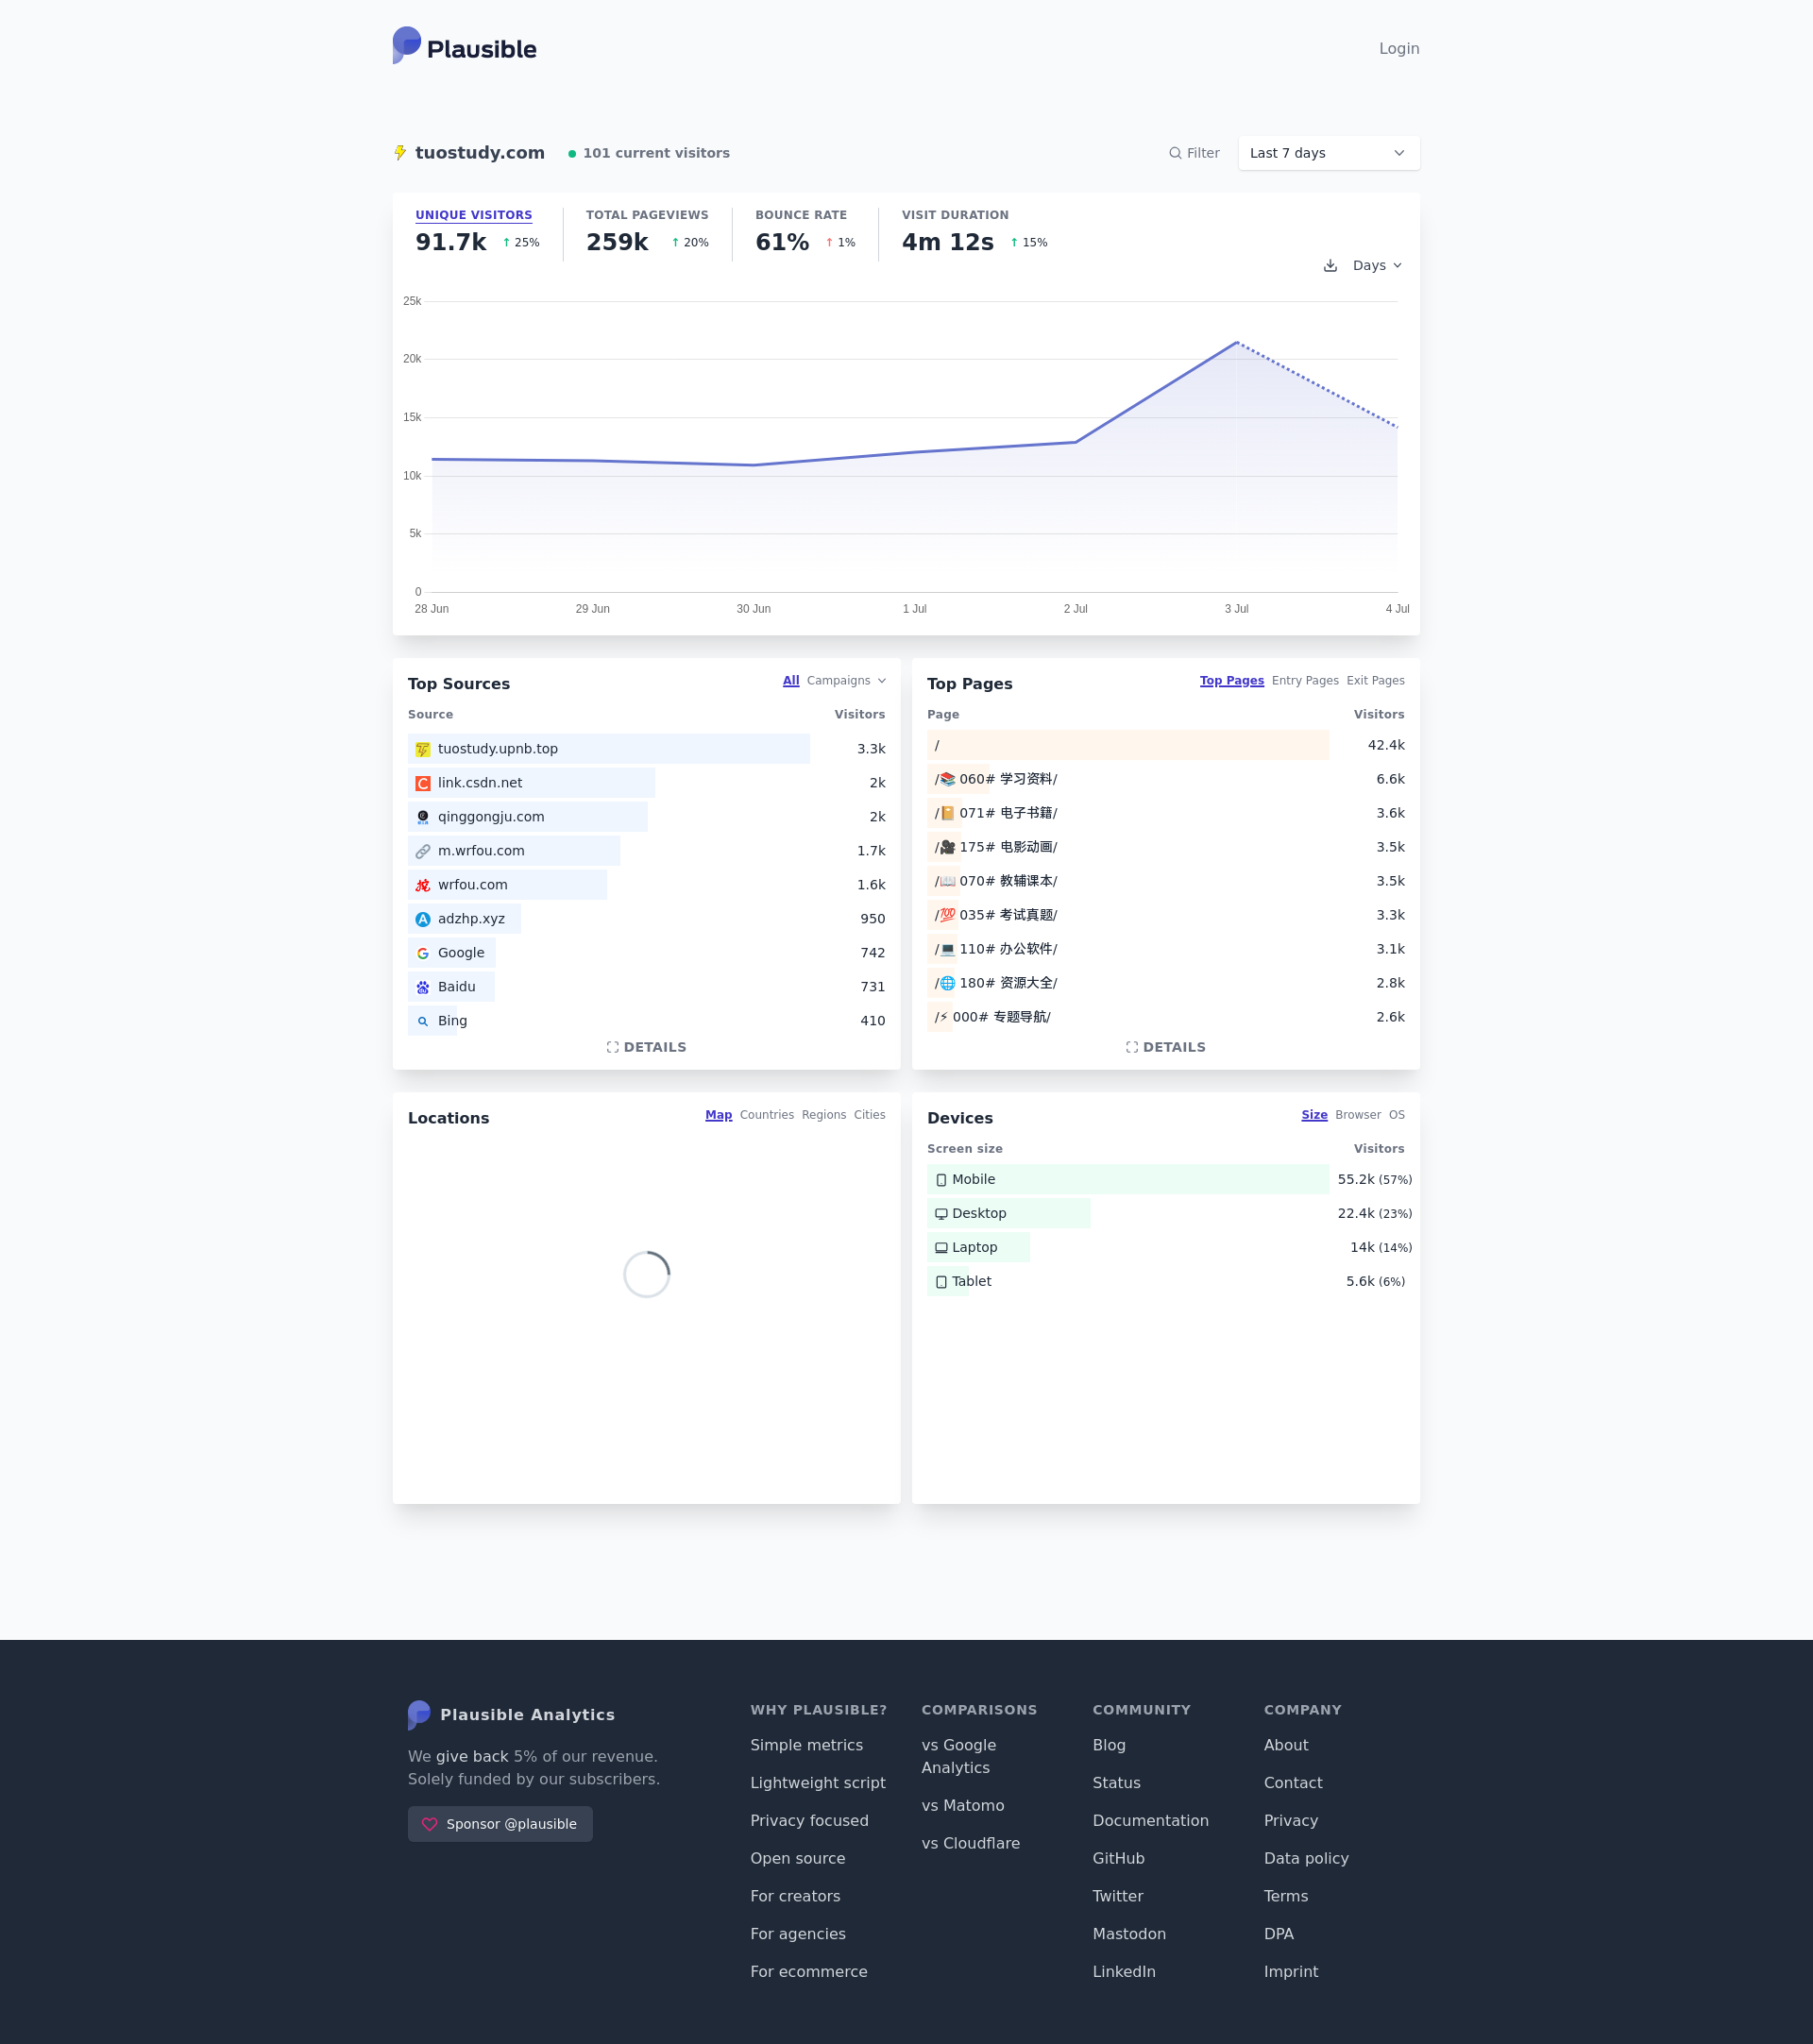 Plausible
Login
tuostudy.com
101 current visitors
Filter
Last 7 days
UNIQUE VISITORS
91.7k ↑ 25%
TOTAL PAGEVIEWS
259k ↑ 20%
BOUNCE RATE
61% ↑ 1%
VISIT DURATION
4m 12s ↑ 15%
Days
25k
20k
15k
10k
5k
0
28 Jun 29 Jun 30 Jun 1 Jul 2 Jul 3 Jul 4 Jul
Top Sources
All Campaigns
Source Visitors
tuostudy.upnb.top 3.3k
link.csdn.net 2k
qinggongju.com 2k
m.wrfou.com 1.7k
wrfou.com 1.6k
adzhp.xyz 950
Google 742
Baidu 731
Bing 410
DETAILS
Top Pages
Top Pages Entry Pages Exit Pages
Page Visitors
/ 42.4k
/📚 060# 学习资料/ 6.6k
/📔 071# 电子书籍/ 3.6k
/🎥 175# 电影动画/ 3.5k
/📖 070# 教辅课本/ 3.5k
/💯 035# 考试真题/ 3.3k
/💻 110# 办公软件/ 3.1k
/🌐 180# 资源大全/ 2.8k
/⚡ 000# 专题导航/ 2.6k
DETAILS
Locations
Map Countries Regions Cities
Devices
Size Browser OS
Screen size Visitors
Mobile 55.2k (57%)
Desktop 22.4k (23%)
Laptop 14k (14%)
Tablet 5.6k (6%)
Plausible Analytics
We give back 5% of our revenue.
Solely funded by our subscribers.
Sponsor @plausible
WHY PLAUSIBLE?
Simple metrics
Lightweight script
Privacy focused
Open source
For creators
For agencies
For ecommerce
COMPARISONS
vs Google
Analytics
vs Matomo
vs Cloudflare
COMMUNITY
Blog
Status
Documentation
GitHub
Twitter
Mastodon
LinkedIn
COMPANY
About
Contact
Privacy
Data policy
Terms
DPA
Imprint